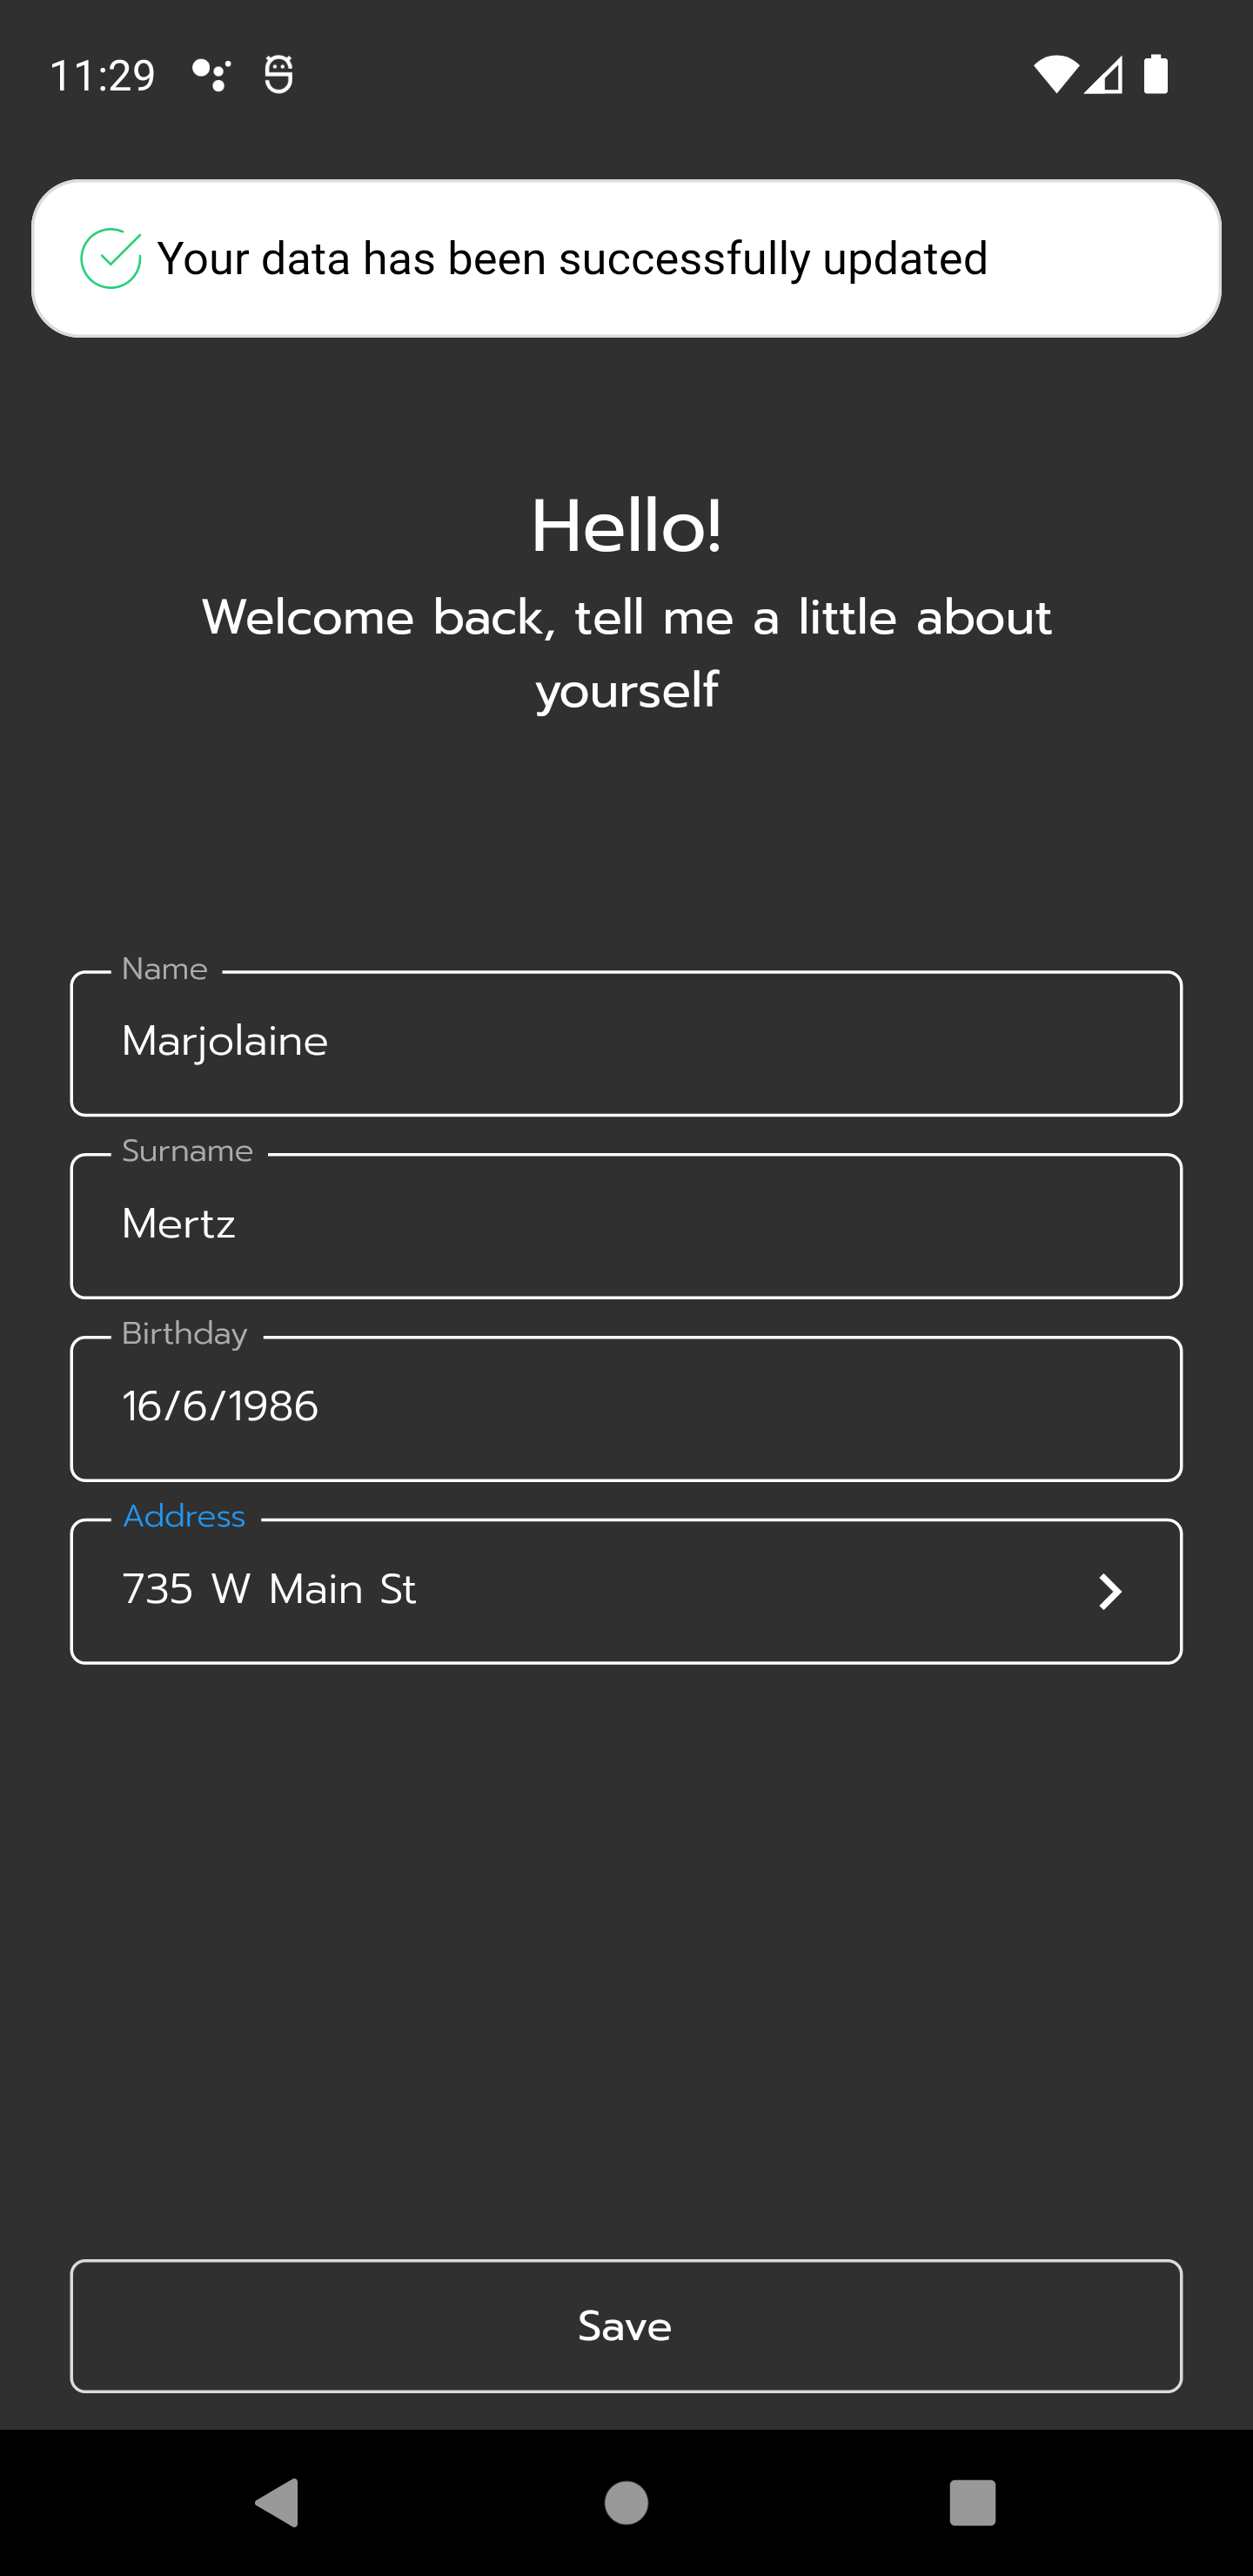 11:29
Your data has been successfully updated
Hello!
Welcome back, tell me a little about
yourself
Name
Marjolaine
Surname
Mertz
Birthday
16/6/1986
Address
735 W Main St
Save